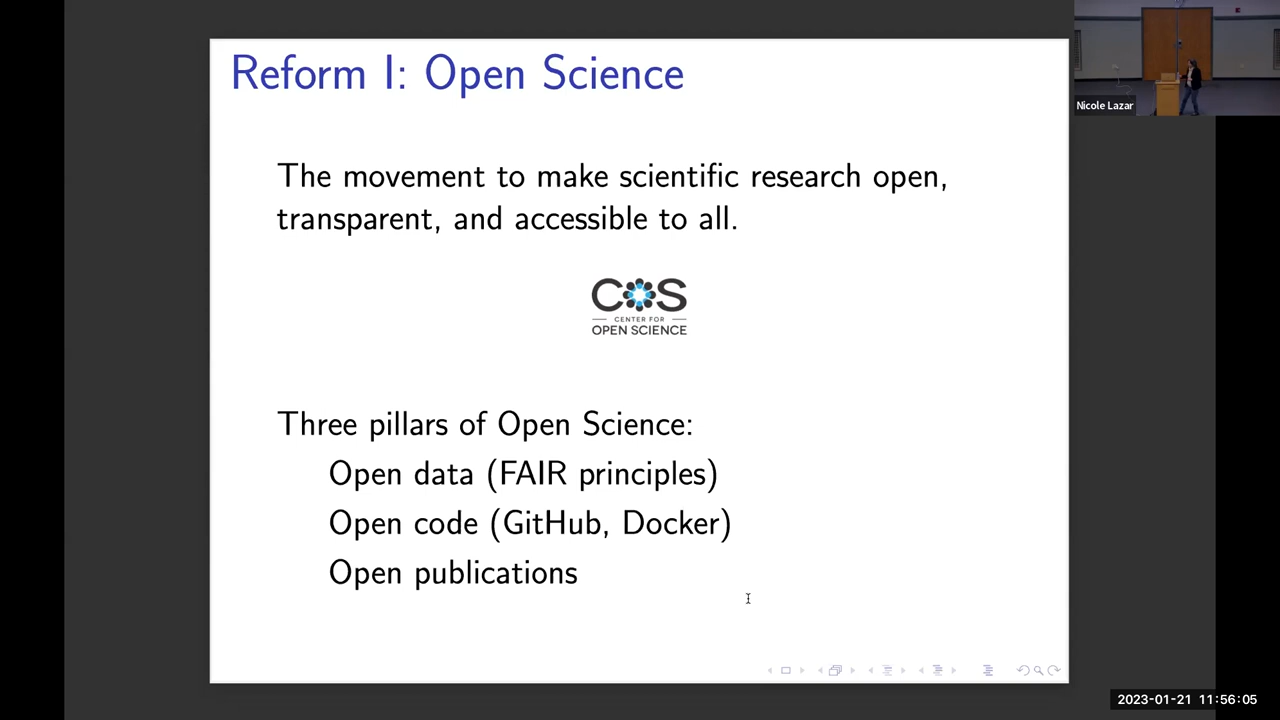 Reform I: Open Science
Nicole Lazar
The movement to make scientific research open,
transparent, and accessible to all.
COS
CENTER FOR
OPEN SCIENCE
Three pillars of Open Science:
Open data (FAIR principles)
Open code (GitHub, Docker)
Open publications
2023-01-21 11:56:05